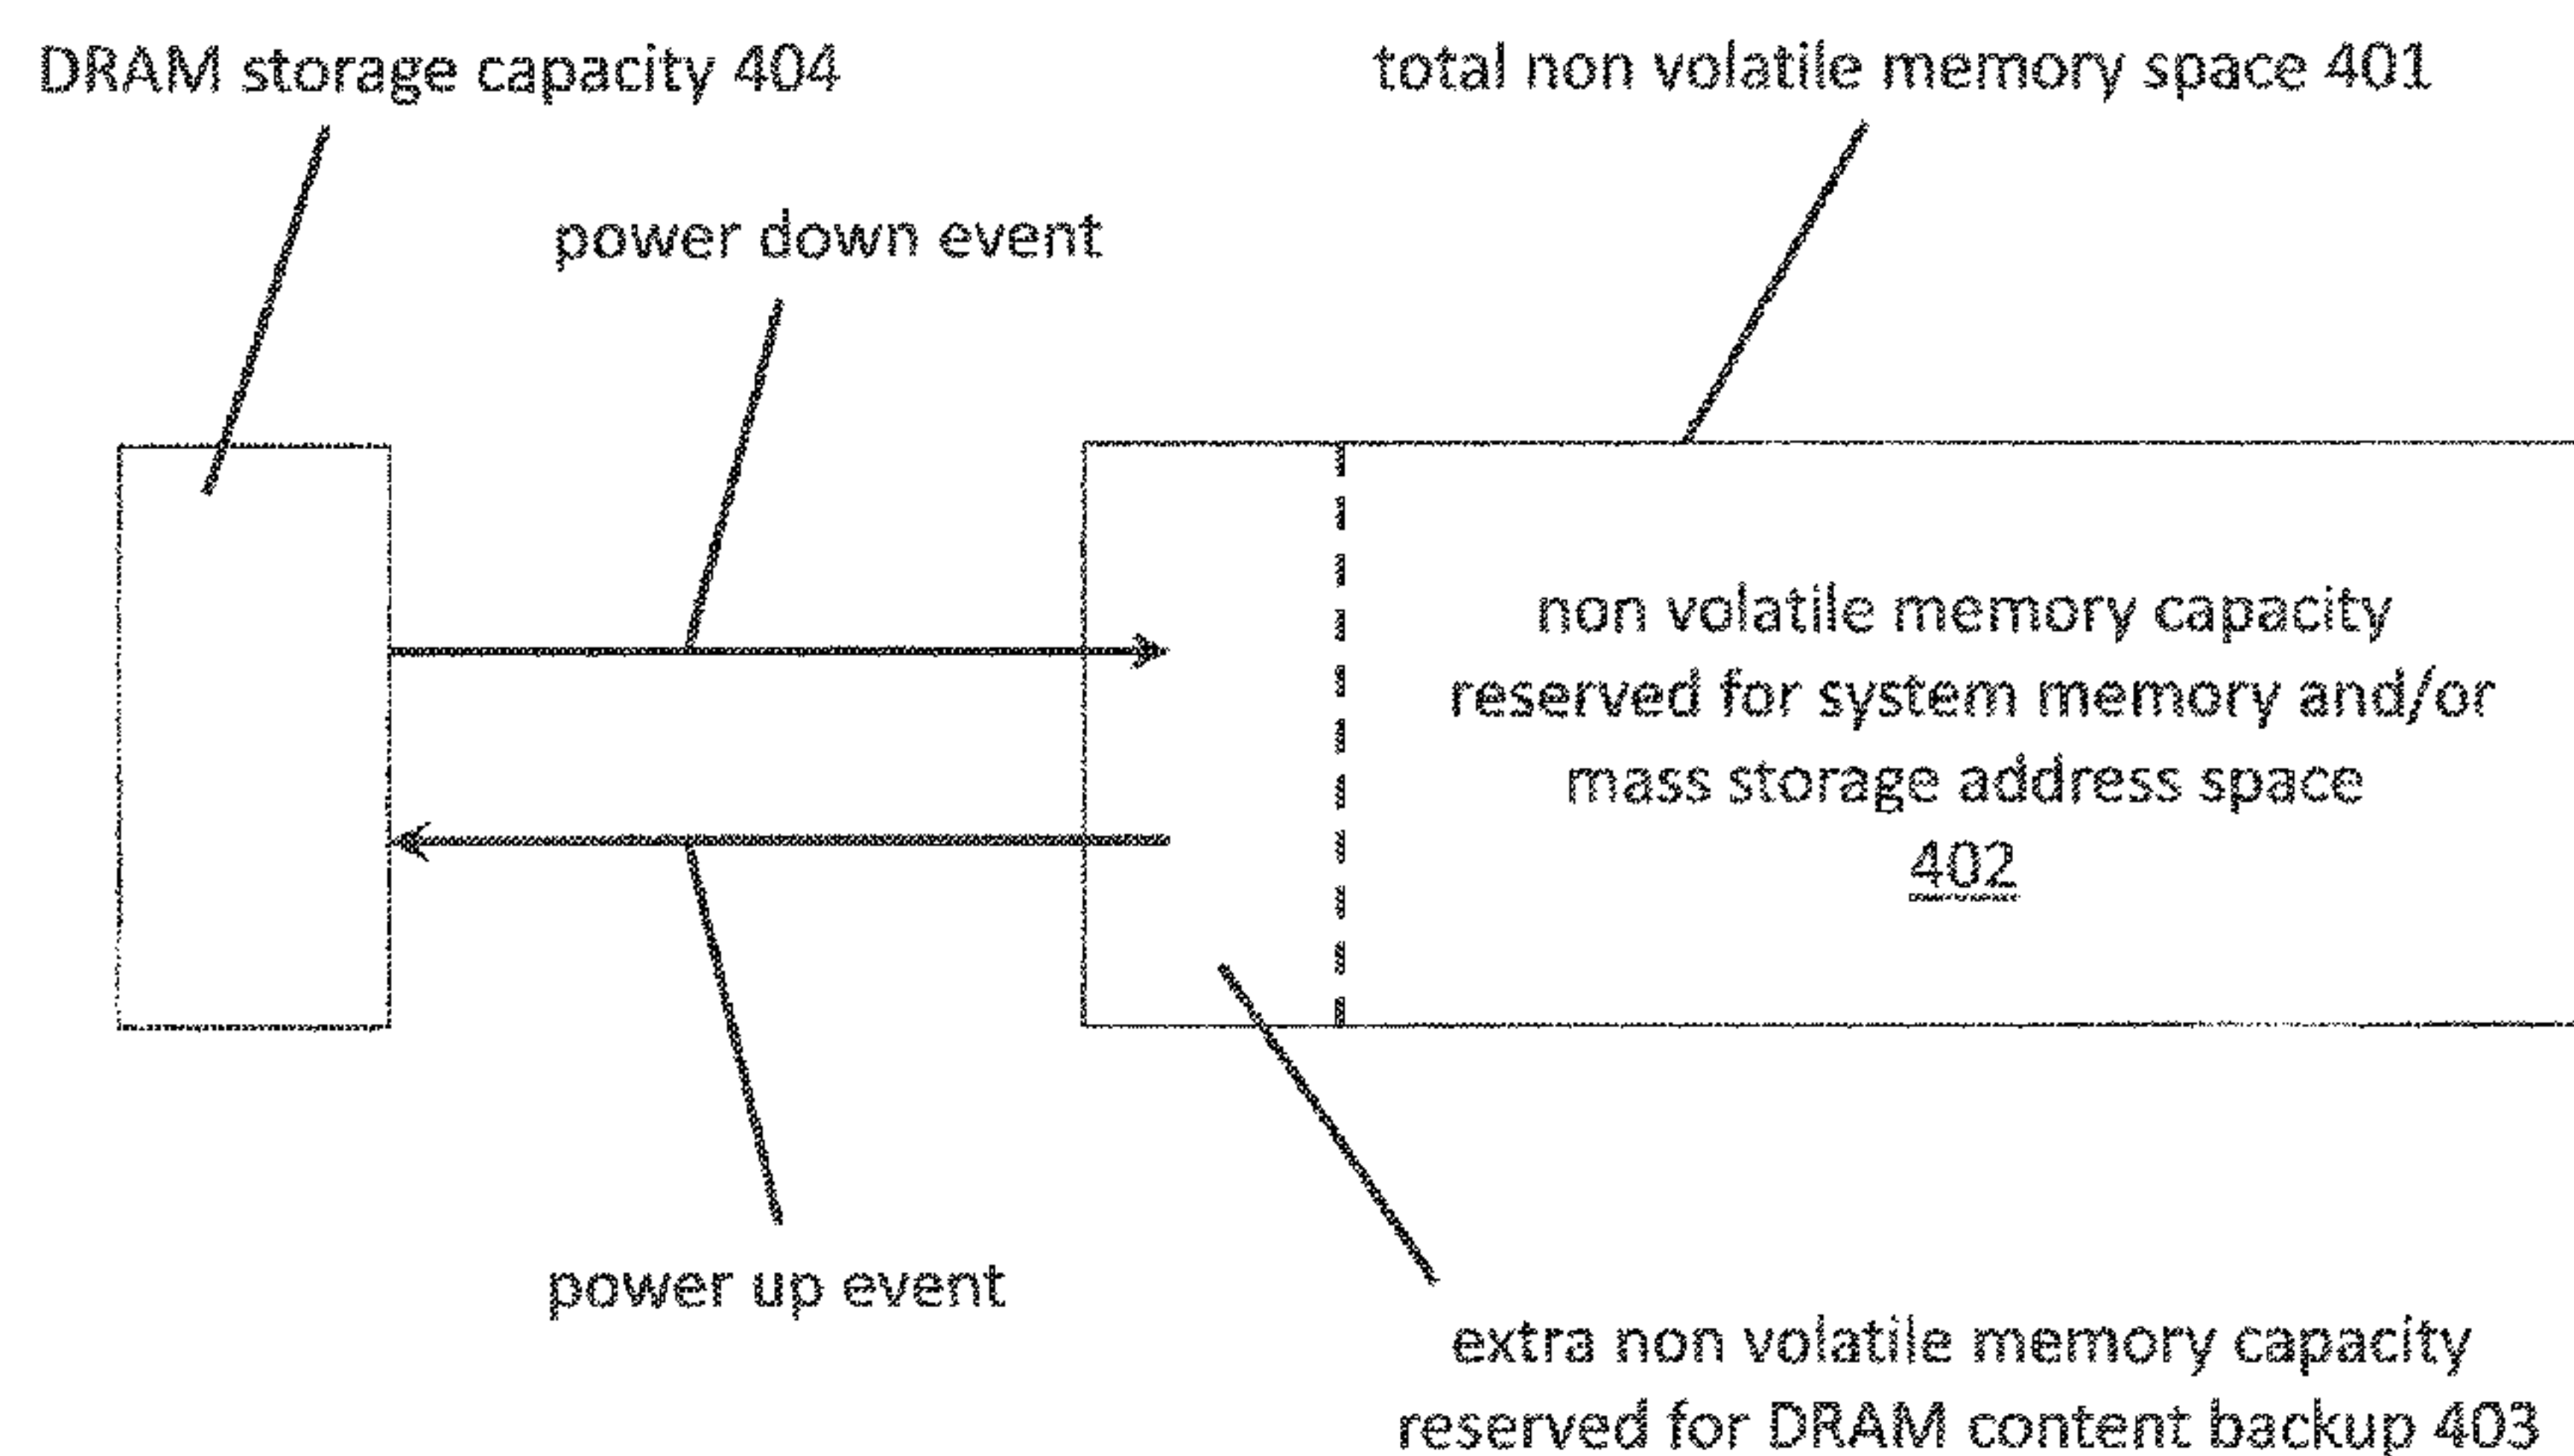 DRAM storage capacity 404
total non volatile memory space 401
power down event
non volatile memory capacity
reserved for system memory and/or
mass storage address space
402
power up event
extra non volatile memory capacity
reserved for DRAM content backup 403